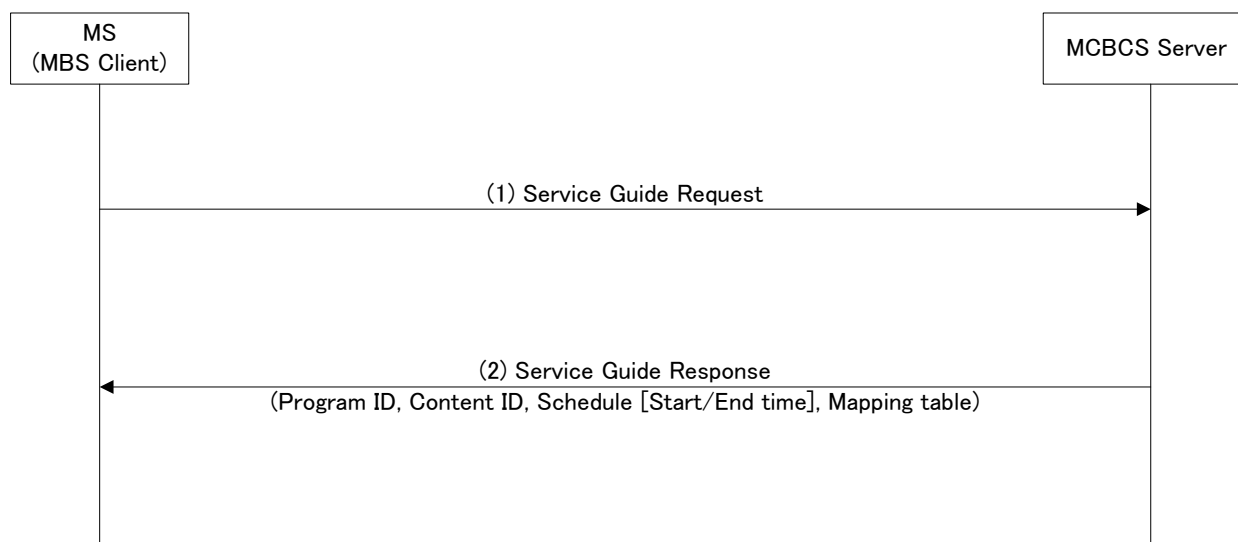 MS
(MBS Client)
MCBCS Server
(1) Service Guide Request
(2) Service Guide Response
(Program ID, Content ID, Schedule [Start/End time], Mapping table)